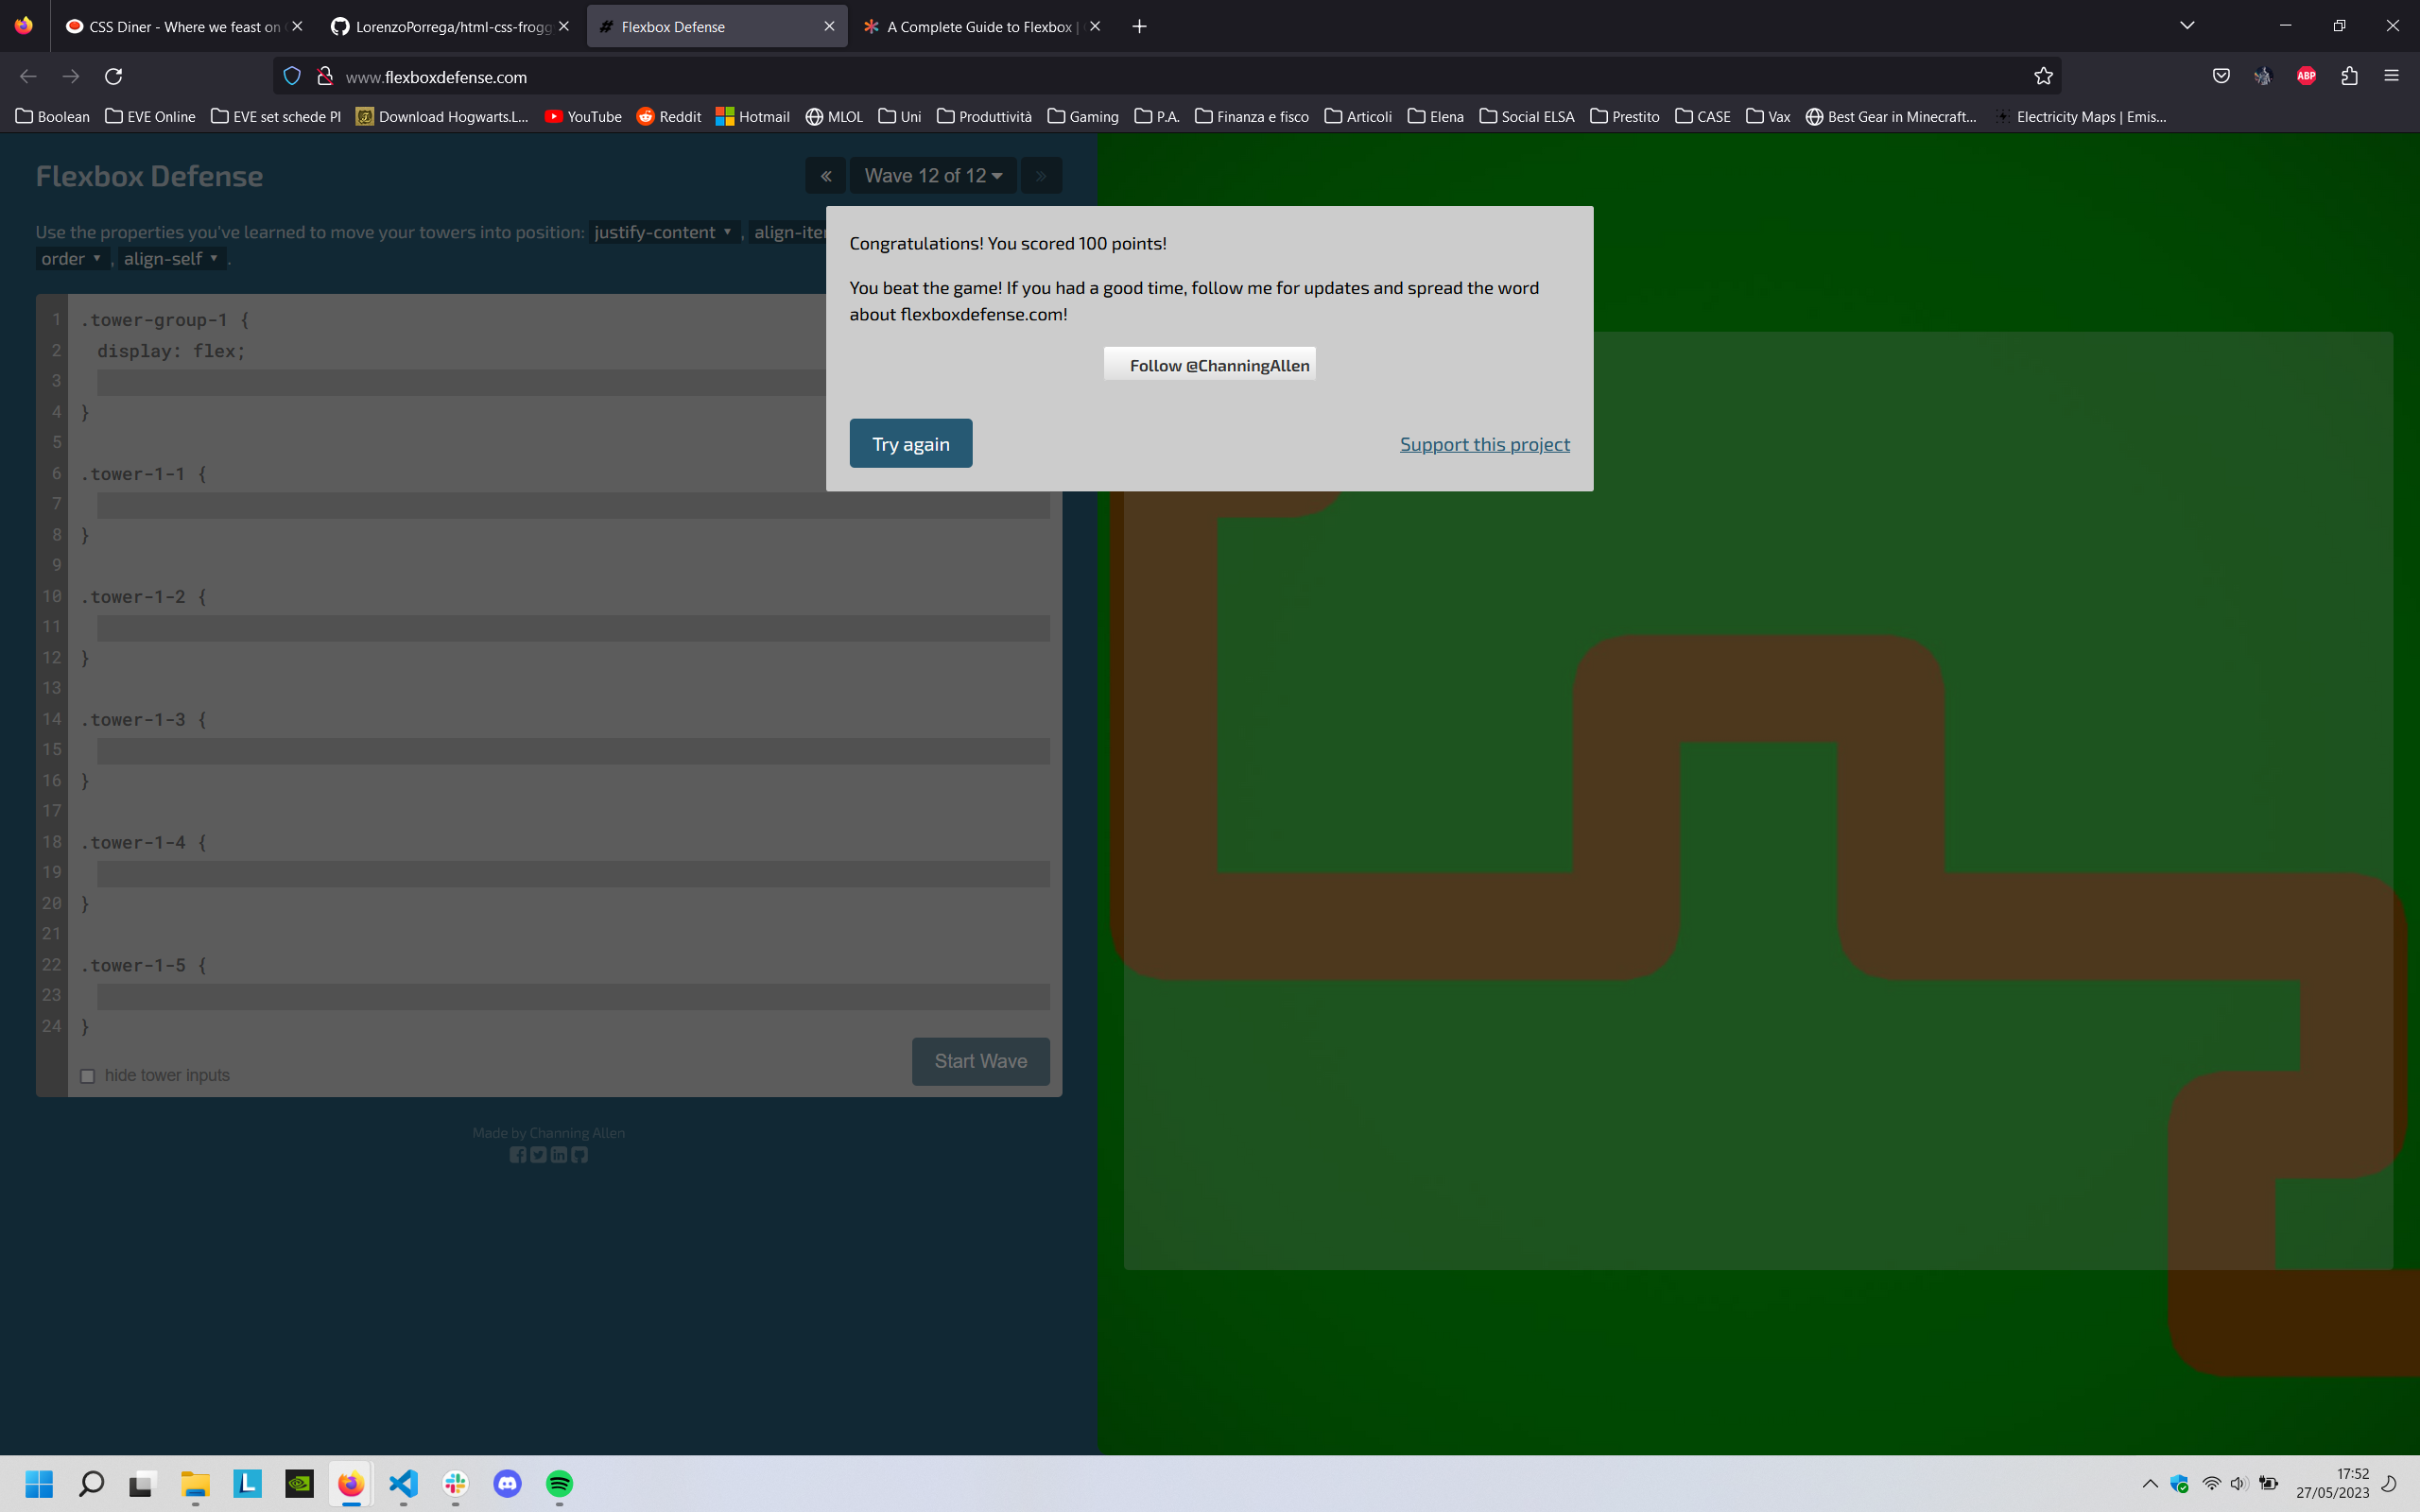 CSS Diner - Where we feast on
LorenzoPorrega/html-css-frogg
Flexbox Defense
A Complete Guide to Flexbox |
www.flexboxdefense.com
ABP
Boolean
EVE Online
EVE set schede PI
Download Hogwarts.L...
YouTube
Reddit
Hotmail
MLOL
Uni
Produttività
Gaming
P.A.
Finanza e fisco
Articoli
Elena
Social ELSA
Prestito
CASE
Vax
Best Gear in Minecraft...
Electricity Maps | Emis...
Flexbox Defense
« Wave 12 of 12 »
Use the properties you've learned to move your towers into position: justify-content , align-iter
order , align-self .
Congratulations! You scored 100 points!
You beat the game! If you had a good time, follow me for updates and spread the word
about flexboxdefense.com!
Follow @ChanningAllen
Try again
Support this project
1 .tower-group-1 {
2 display: flex;
3
4 }
5
6 .tower-1-1 {
7
8 }
9
10 .tower-1-2 {
11
12 }
13
14 .tower-1-3 {
15
16 }
17
18 .tower-1-4 {
19
20 }
21
22 .tower-1-5 {
23
24 }
hide tower inputs
Start Wave
Made by Channing Allen
17:52
27/05/2023